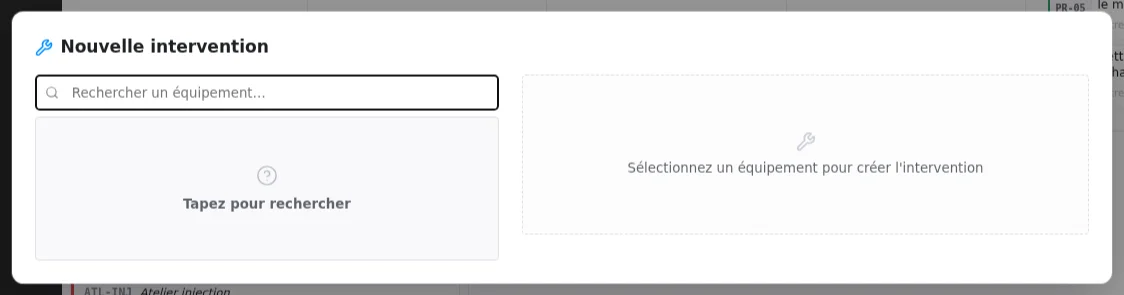 PR-05 le m
Nouvelle intervention
Rechercher un équipement...
Tapez pour rechercher
Sélectionnez un équipement pour créer l'intervention
ATL-INJ Atelier injection